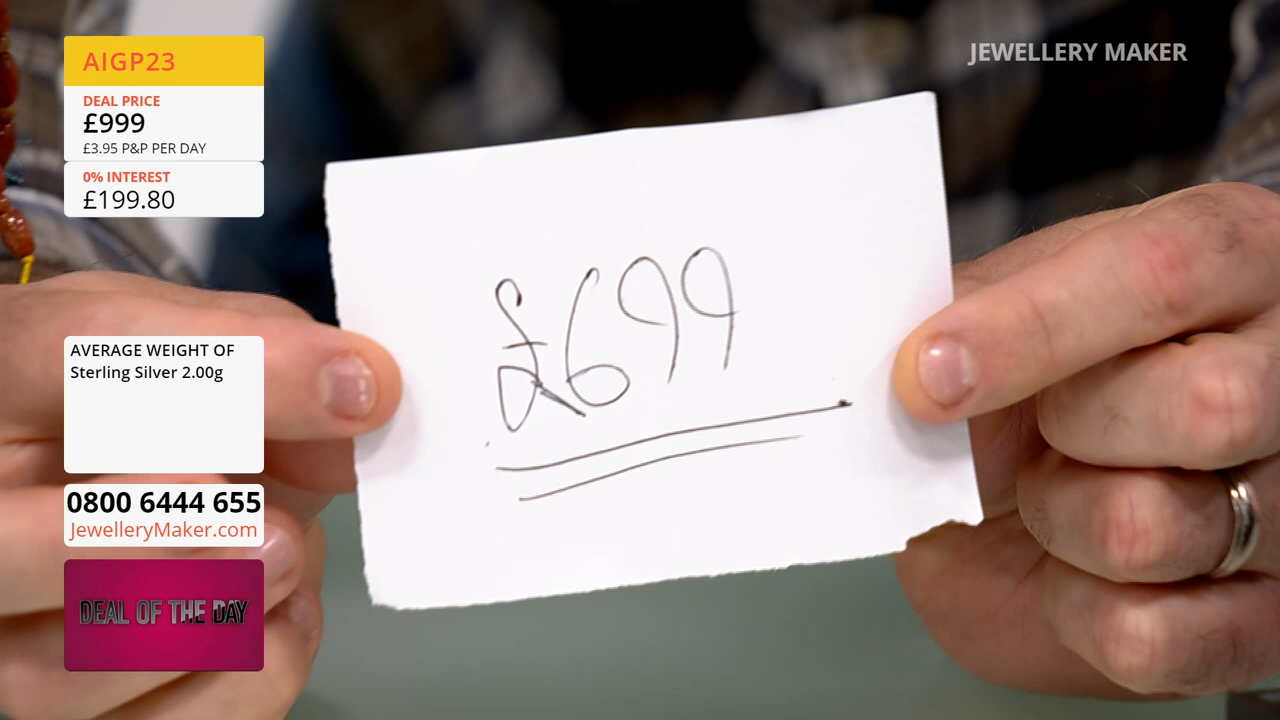 AIGP23
DEAL PRICE
£999
£3.95 P&P PER DAY
0% INTEREST
£199.80
AVERAGE WEIGHT OF
Sterling Silver 2.00g
0800 6444 655
JewelleryMaker.com
DEAL OF THE DAY
JEWELLERY MAKER
£699